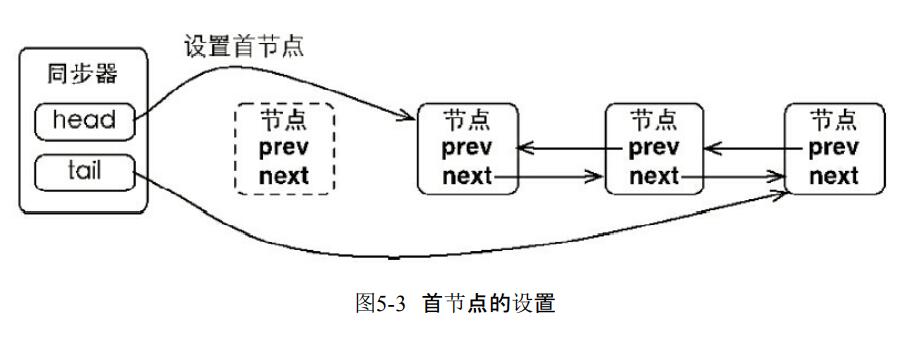 设置首节点
同步器
head
tail
节点
prev
next
节点
prev
next
节点
prev
next
节点
prev
next
图5-3 首节点的设置